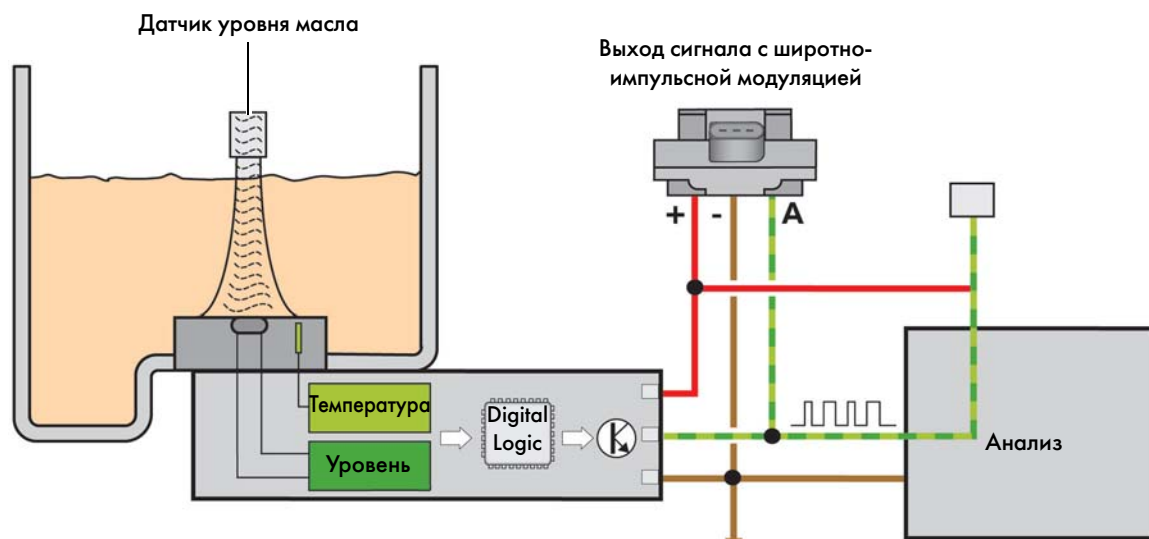 Датчик уровня масла
Выход сигнала с широтно-
импульсной модуляцией
+ - A
Температура
Уровень
Digital
Logic
Анализ